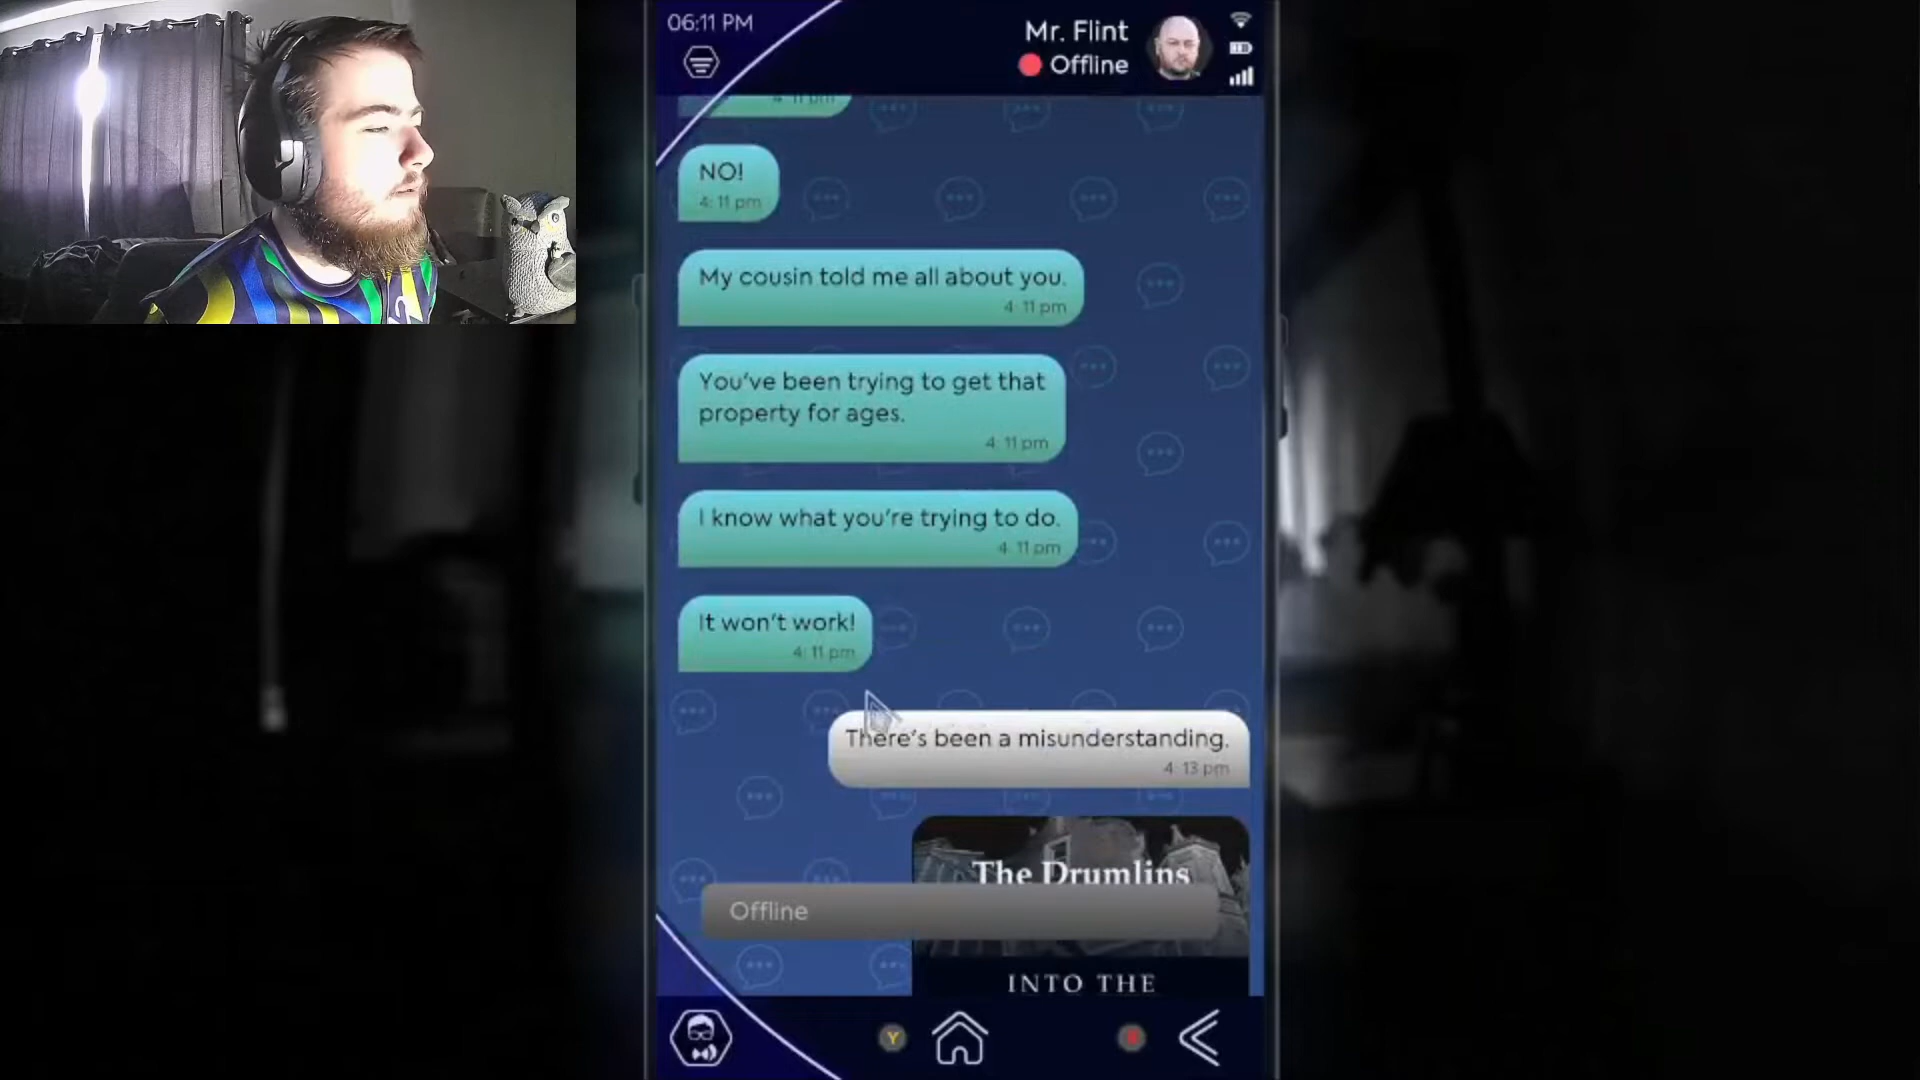 06:11 PM
Mr. Flint
Offline
4: 11 pm
NO!
4: 11 pm
My cousin told me all about you.
4: 11 pm
You've been trying to get that
property for ages.
4: 11 pm
I know what you're trying to do.
4: 11 pm
It won't work!
4: 11 pm
There's been a misunderstanding.
4: 13 pm
The Drumlins
Offline
INTO THE
Y